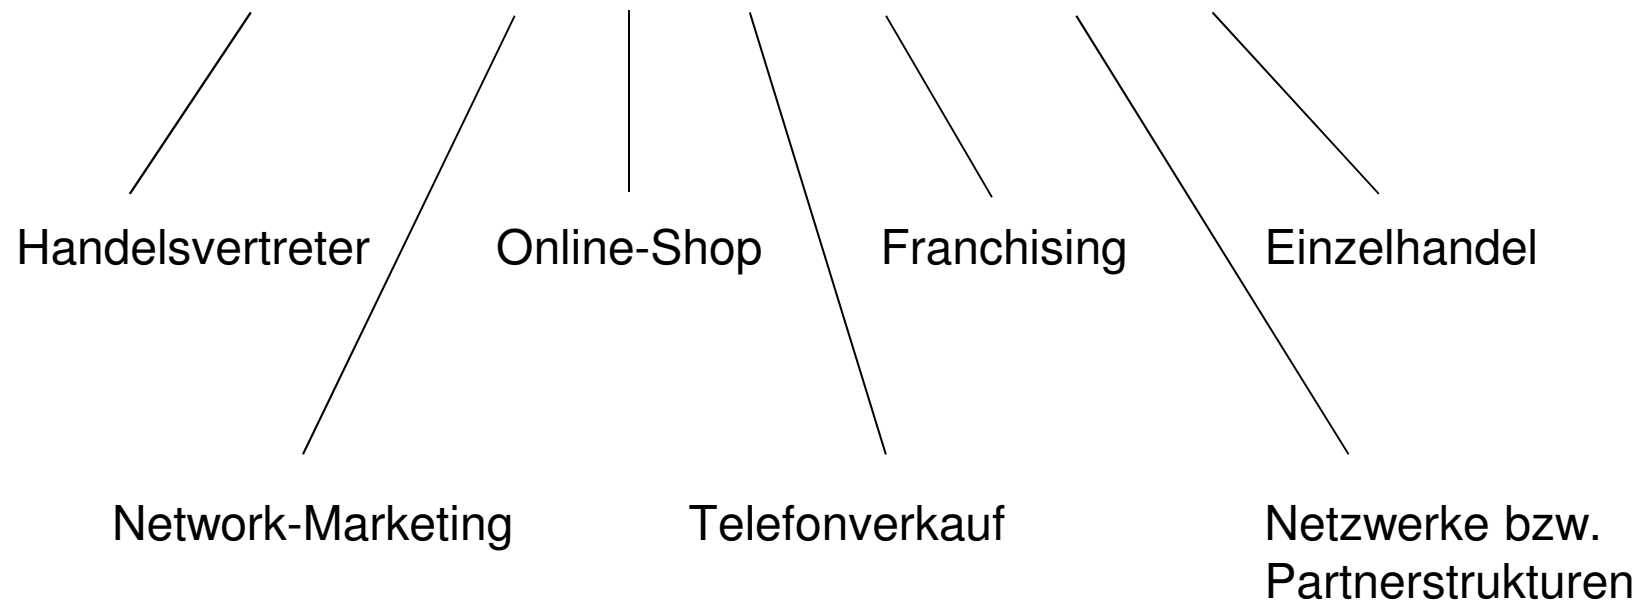 Handelsvertreter
Online-Shop
Franchising
Einzelhandel
Network-Marketing
Telefonverkauf
Netzwerke bzw.
Partnerstrukturen